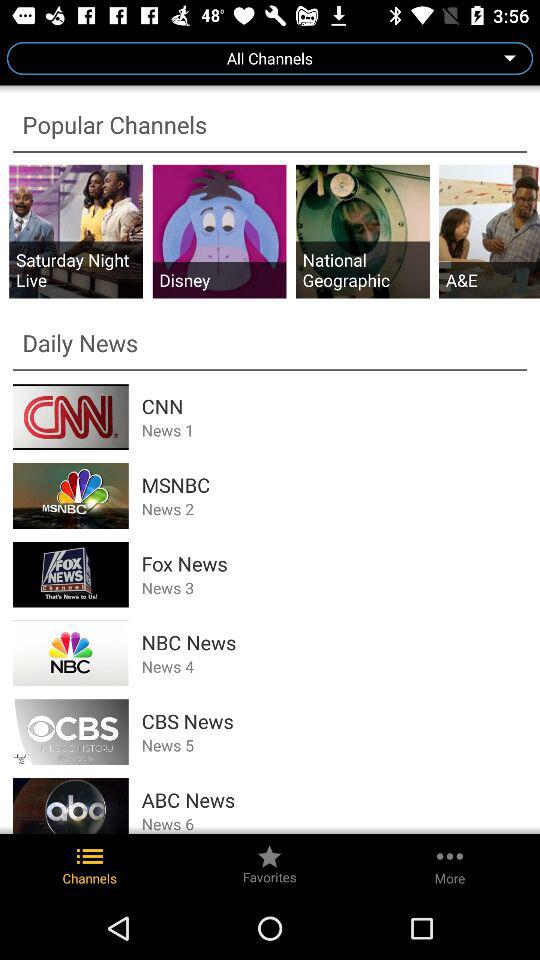 48°
3:56
All Channels
Popular Channels
Saturday Night
Live
Disney
National
Geographic
A&E
Daily News
CNN
CNN
News 1
MSNBC
MSNBC
News 2
FOX
NEWS
Channel
That's News to Us!
Fox News
News 3
NBC
NBC News
News 4
CBS
CBS News
News 5
abc
ABC News
News 6
Channels
Favorites
More